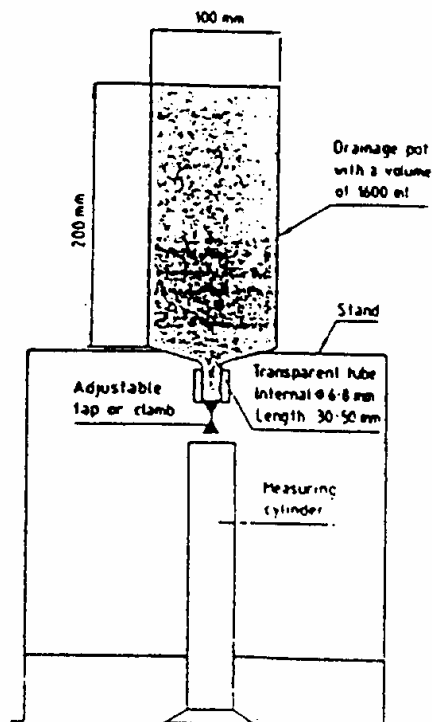 100 mm
200 mm
Drainage pot
with a volume
of 1600 ml
Stand
Transparent tube
Internal Φ 6-8 mm
Length 30-50 mm
Adjustable
tap or clamb
Measuring
cylinder